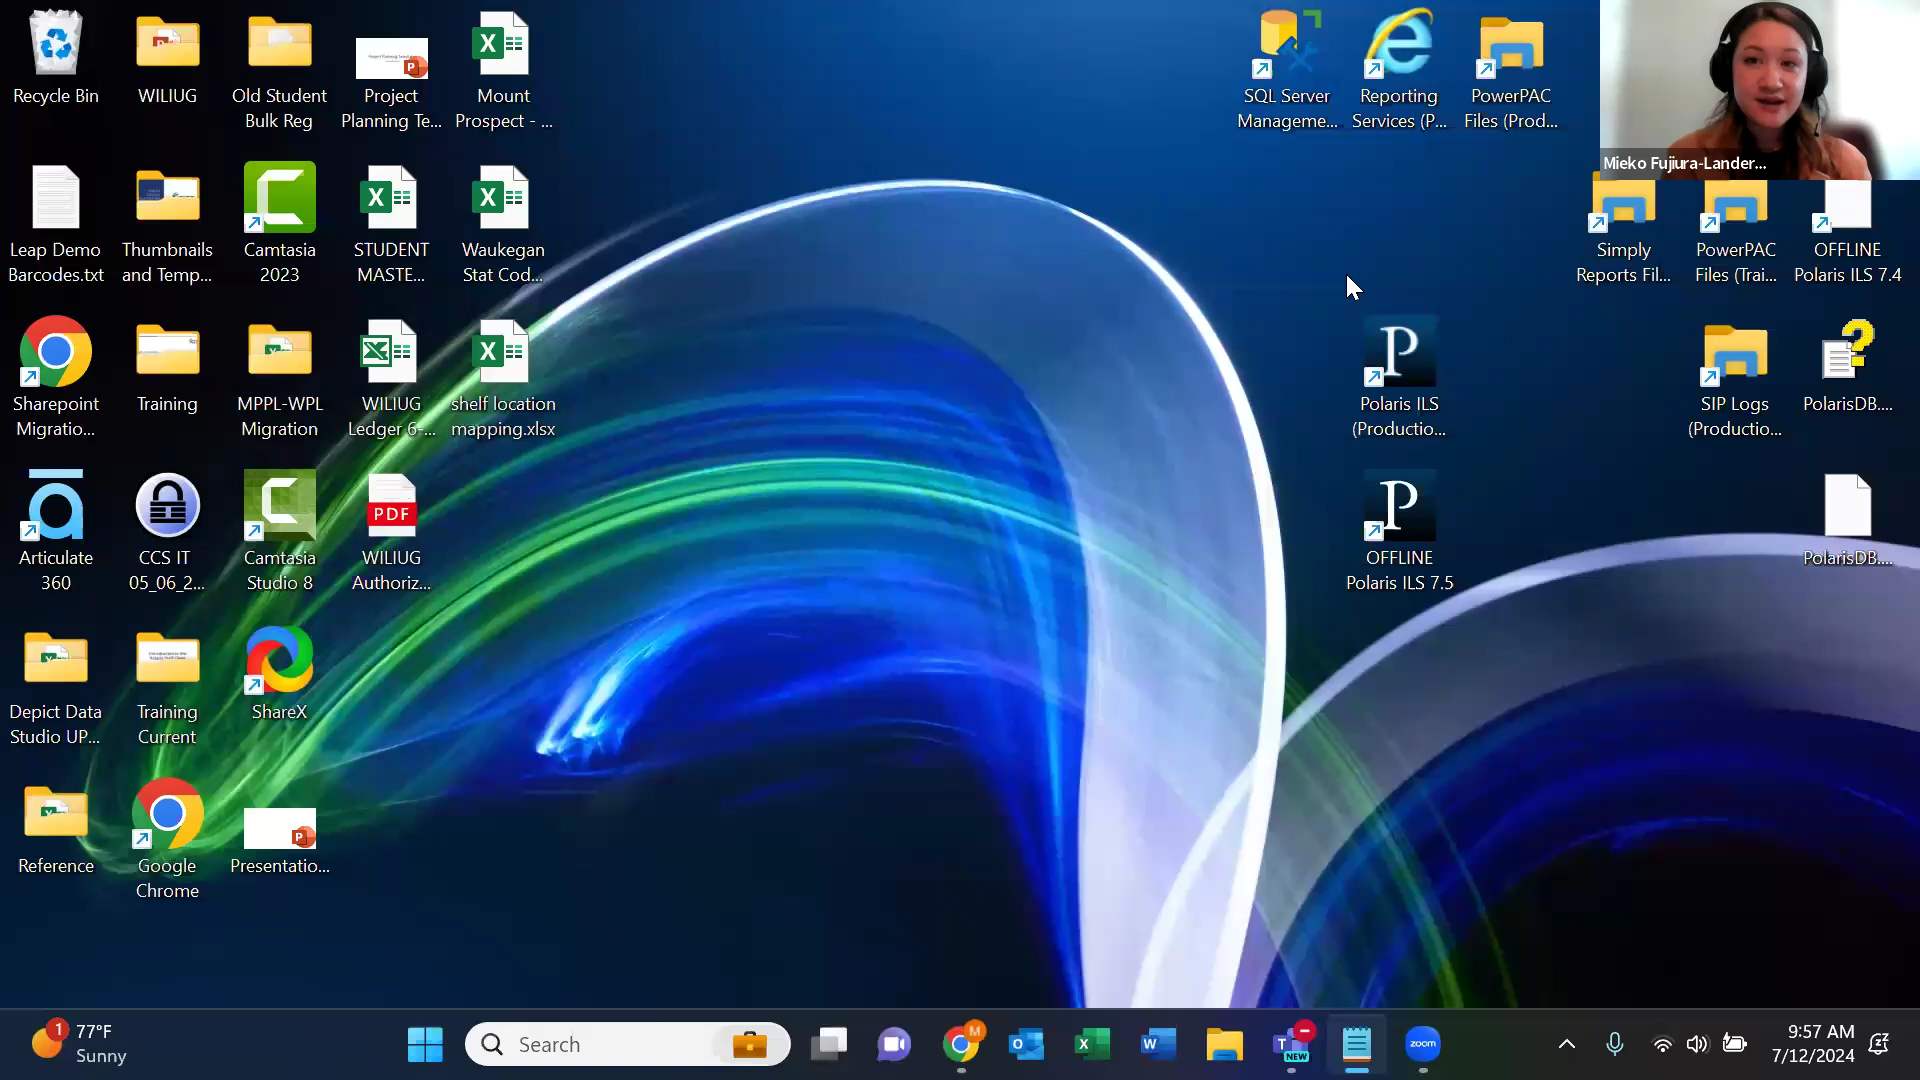 Recycle Bin
WILIUG
Old Student
Bulk Reg
Project
Planning Te...
Mount
Prospect - ...
SQL Server
Manageme...
Reporting
Services (P...
PowerPAC
Files (Prod...
Mieko Fujiura-Lander...
Leap Demo
Barcodes.txt
Thumbnails
and Temp...
Camtasia
2023
STUDENT
MASTE...
Waukegan
Stat Cod...
Simply
Reports Fil...
PowerPAC
Files (Trai...
OFFLINE
Polaris ILS 7.4
Sharepoint
Migratio...
Training
MPPL-WPL
Migration
WILIUG
Ledger 6-...
shelf location
mapping.xlsx
P
Polaris ILS
(Productio...
SIP Logs
(Productio...
PolarisDB....
Articulate
360
CCS IT
05_06_2...
Camtasia
Studio 8
PDF
WILIUG
Authoriz...
P
OFFLINE
Polaris ILS 7.5
PolarisDB....
Depict Data
Studio UP...
Training
Current
ShareX
Reference
Google
Chrome
Presentatio...
1
77°F
Sunny
Search
M
NEW
zoom
9:57 AM
7/12/2024